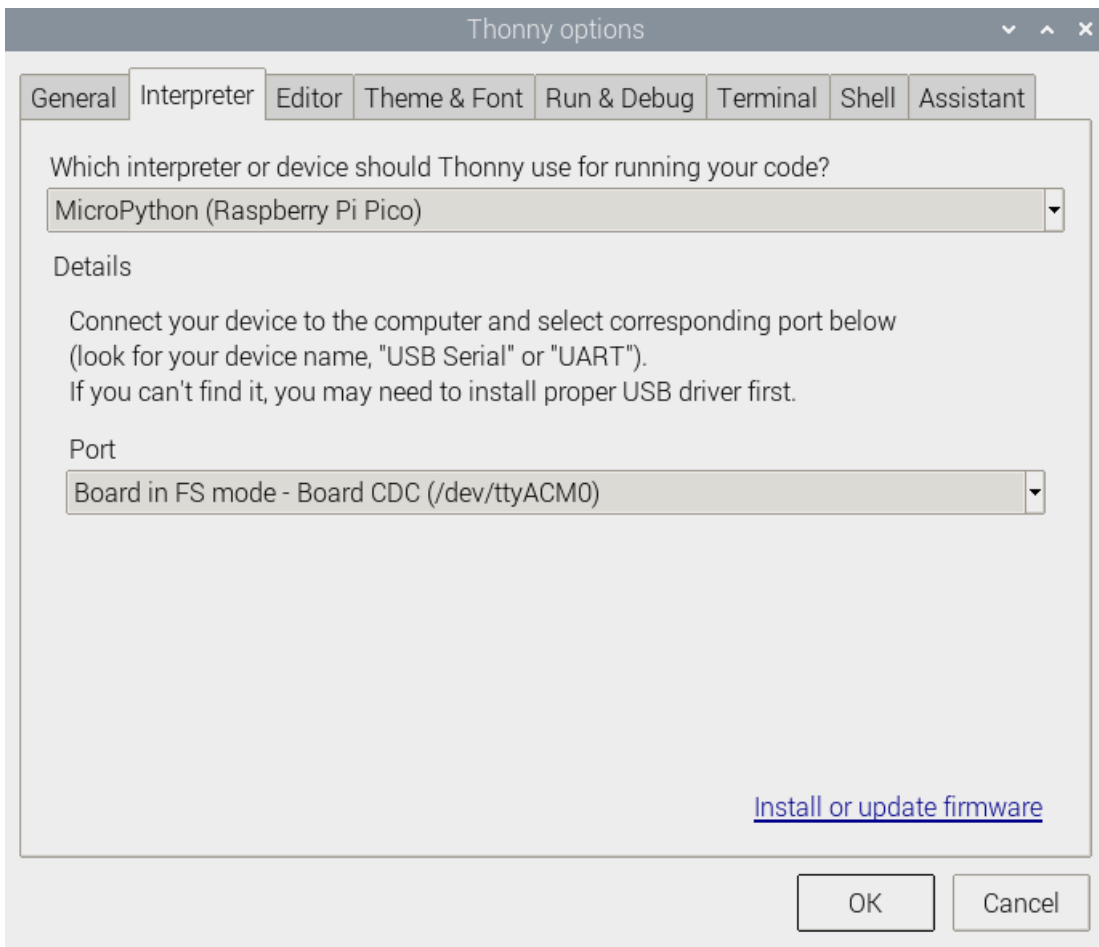 Thonny options
General Interpreter Editor Theme & Font Run & Debug Terminal Shell Assistant
Which interpreter or device should Thonny use for running your code?
MicroPython (Raspberry Pi Pico)
Details
Connect your device to the computer and select corresponding port below
(look for your device name, "USB Serial" or "UART").
If you can't find it, you may need to install proper USB driver first.
Port
Board in FS mode - Board CDC (/dev/ttyACM0)
Install or update firmware
OK Cancel